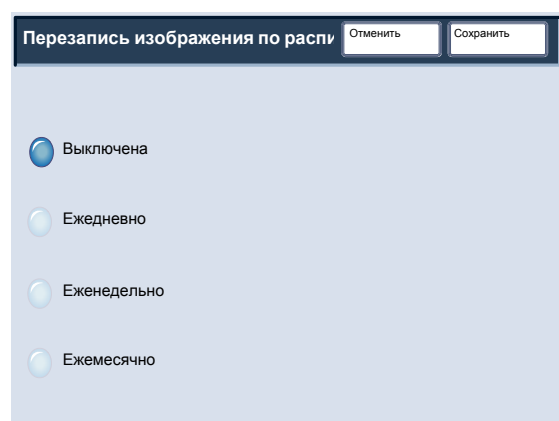 Перезапись изображения по распи
Отменить
Сохранить
Выключена
Ежедневно
Еженедельно
Ежемесячно